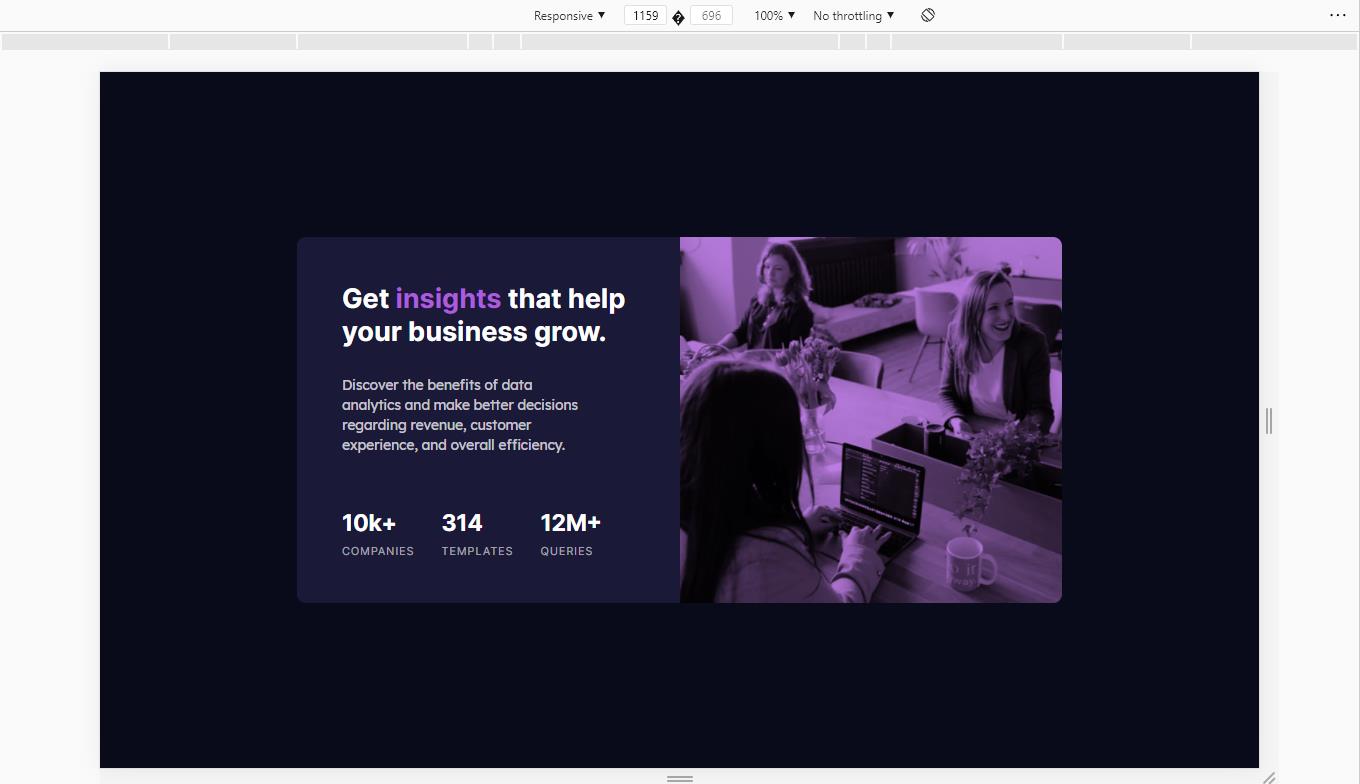 Responsive ▼ 1159 � 696 100% ▼ No throttling ▼
Get insights that help
your business grow.
Discover the benefits of data
analytics and make better decisions
regarding revenue, customer
experience, and overall efficiency.
10k+ 314 12M+
COMPANIES TEMPLATES QUERIES